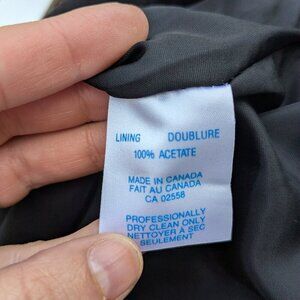 LINING DOUBLURE
100% ACETATE
MADE IN CANADA
FAIT AU CANADA
CA 02558
PROFESSIONALLY
DRY CLEAN ONLY
NETTOYER A SEC
SEULEMENT